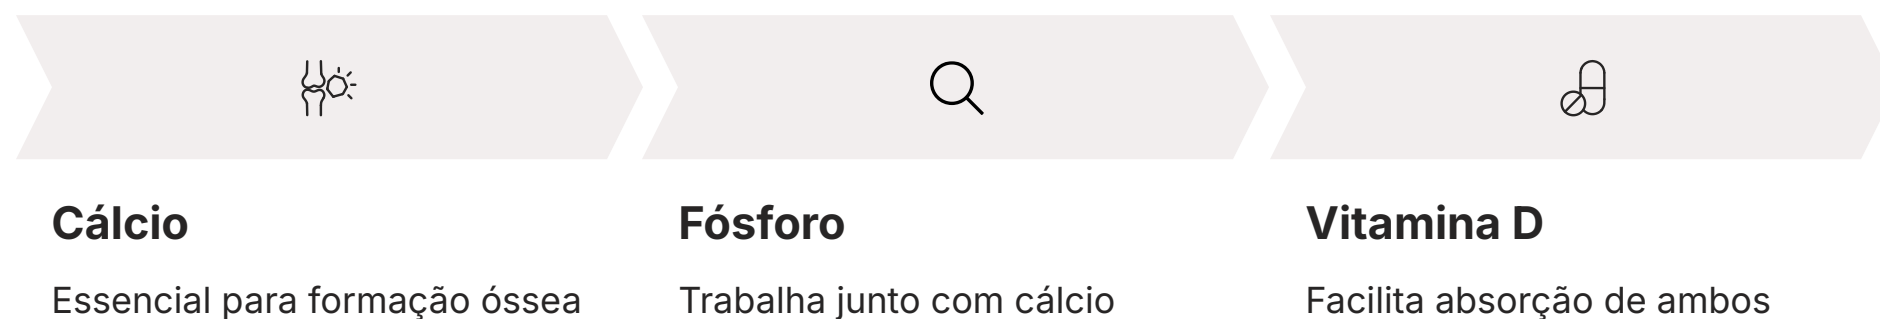 Cálcio
Essencial para formação óssea
Fósforo
Trabalha junto com cálcio
Vitamina D
Facilita absorção de ambos